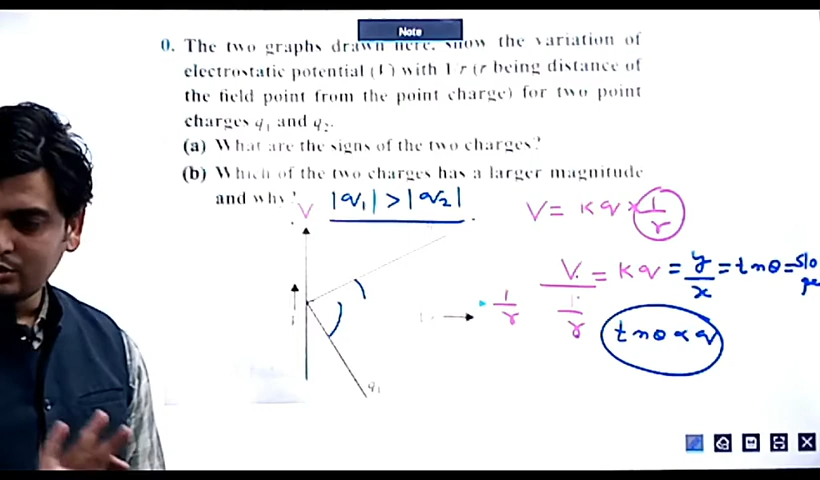 Note
0. The two graphs drawn here, show the variation of
electrostatic potential (V) with 1/r (r being distance of
the field point from the point charge) for two point
charges q₁ and q₂.
(a) What are the signs of the two charges?
(b) Which of the two charges has a larger magnitude
and why?
|q₁| > |q₂|
V = Kq × 1/r
V
V / 1/r = Kq = y/x = tnθ = slo
pe
1/r
tnθ ∝ q
q₁